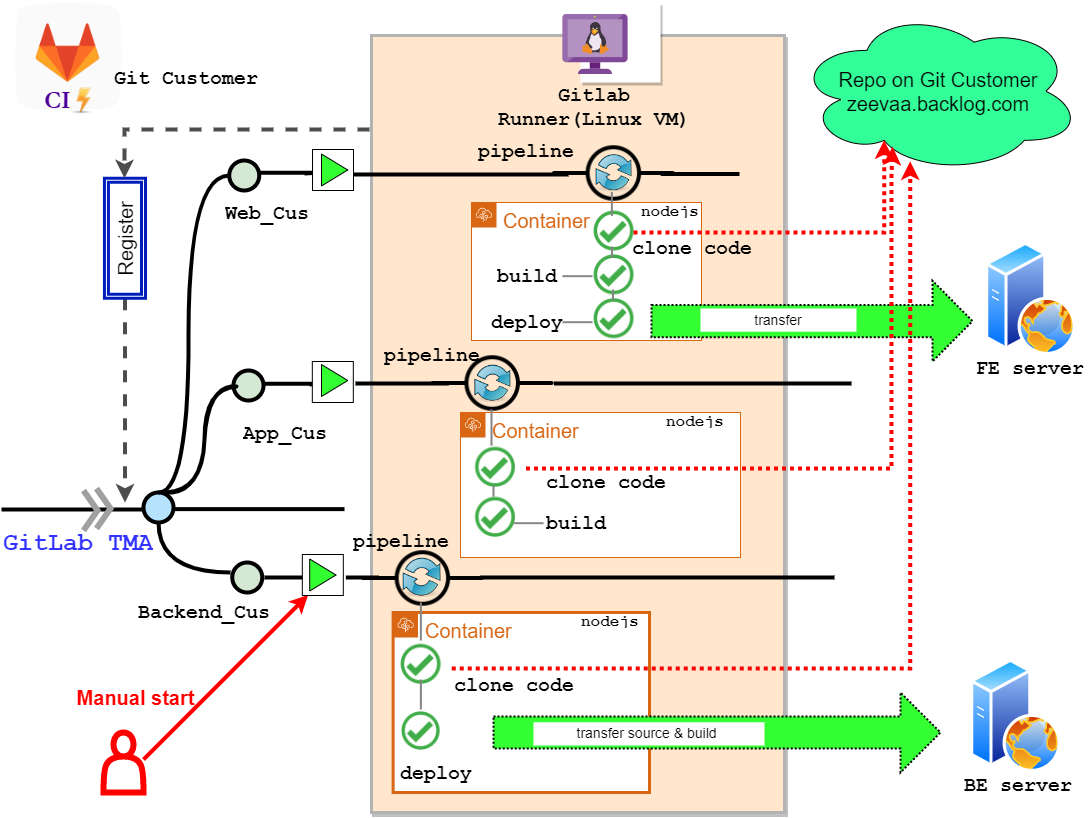 CI
Git Customer
Gitlab
Runner(Linux VM)
Repo on Git Customer
zeevaa.backlog.com
pipeline
Web_Cus
Register
Container
nodejs
clone code
build
deploy
transfer
FE server
pipeline
App_Cus
Container
nodejs
clone code
build
GitLab TMA
pipeline
Backend_Cus
Container
nodejs
clone code
Manual start
transfer source & build
deploy
BE server